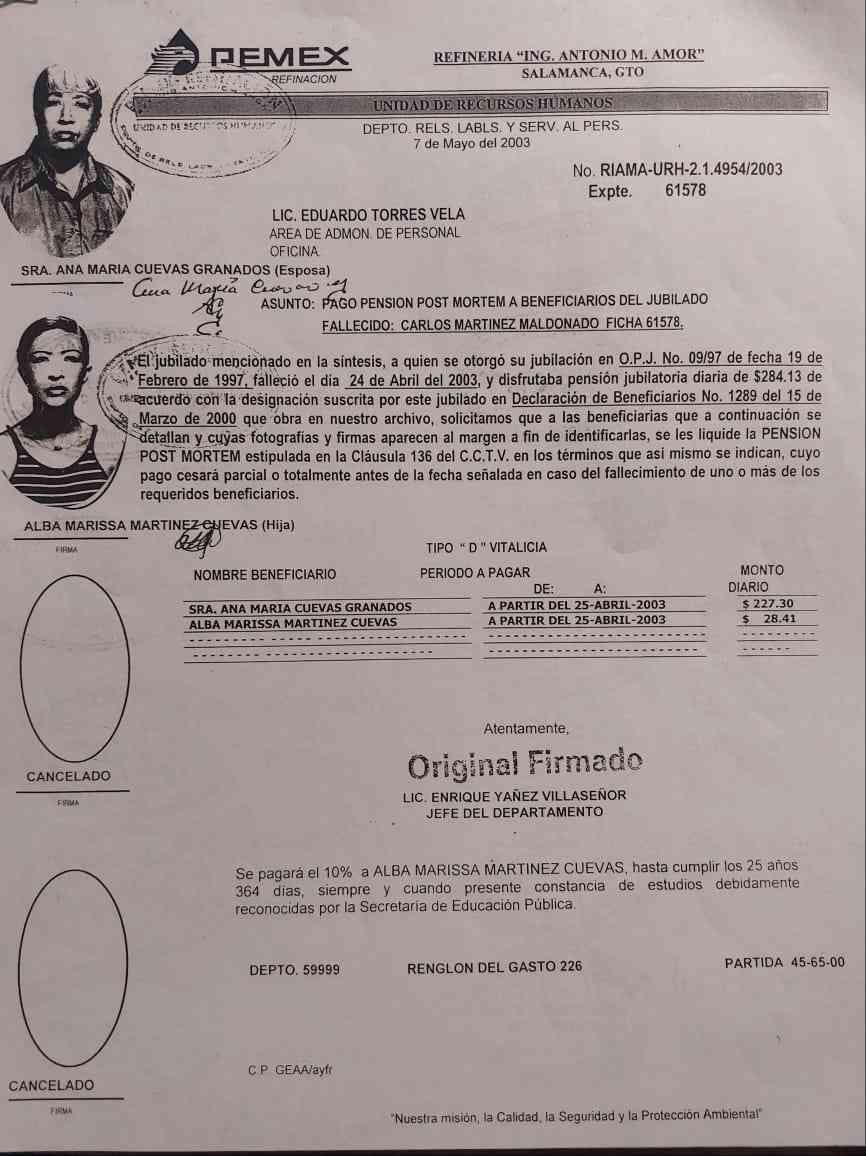 PEMEX
REFINACION
REFINERIA “ING. ANTONIO M. AMOR”
SALAMANCA, GTO
UNIDAD DE RECURSOS HUMANOS
UNIDAD DE RECURSOS HUMANOS
DEPTO. RELS. LABLS. Y SERV. AL PERS.
7 de Mayo del 2003
No. RIAMA-URH-2.1.4954/2003
Expte. 61578
LIC. EDUARDO TORRES VELA
AREA DE ADMON. DE PERSONAL
OFICINA.
SRA. ANA MARIA CUEVAS GRANADOS (Esposa)
Ana Maria Cuevas
ASUNTO: PAGO PENSION POST MORTEM A BENEFICIARIOS DEL JUBILADO
FALLECIDO: CARLOS MARTINEZ MALDONADO FICHA 61578.
El jubilado mencionado en la síntesis, a quien se otorgó su jubilación en O.P.J. No. 09/97 de fecha 19 de
Febrero de 1997, falleció el día 24 de Abril del 2003, y disfrutaba pensión jubilatoria diaria de $284.13 de
acuerdo con la designación suscrita por este jubilado en Declaración de Beneficiarios No. 1289 del 15 de
Marzo de 2000 que obra en nuestro archivo, solicitamos que a las beneficiarias que a continuación se
detallan y cuyas fotografías y firmas aparecen al margen a fin de identificarlas, se les liquide la PENSION
POST MORTEM estipulada en la Cláusula 136 del C.C.T.V. en los términos que así mismo se indican, cuyo
pago cesará parcial o totalmente antes de la fecha señalada en caso del fallecimiento de uno o más de los
requeridos beneficiarios.
ALBA MARISSA MARTINEZ CUEVAS (Hija)
FIRMA
TIPO “ D ” VITALICIA
NOMBRE BENEFICIARIO PERIODO A PAGAR MONTO
DE: A: DIARIO
SRA. ANA MARIA CUEVAS GRANADOS A PARTIR DEL 25-ABRIL-2003 $ 227.30
ALBA MARISSA MARTINEZ CUEVAS A PARTIR DEL 25-ABRIL-2003 $ 28.41
Atentamente,
Original Firmado
CANCELADO
FIRMA
LIC. ENRIQUE YAÑEZ VILLASEÑOR
JEFE DEL DEPARTAMENTO
Se pagará el 10% a ALBA MARISSA MARTINEZ CUEVAS, hasta cumplir los 25 años
364 días, siempre y cuando presente constancia de estudios debidamente
reconocidas por la Secretaría de Educación Pública.
DEPTO. 59999 RENGLON DEL GASTO 226 PARTIDA 45-65-00
C.P GEAA/ayfr
CANCELADO
FIRMA
“Nuestra misión, la Calidad, la Seguridad y la Protección Ambiental”